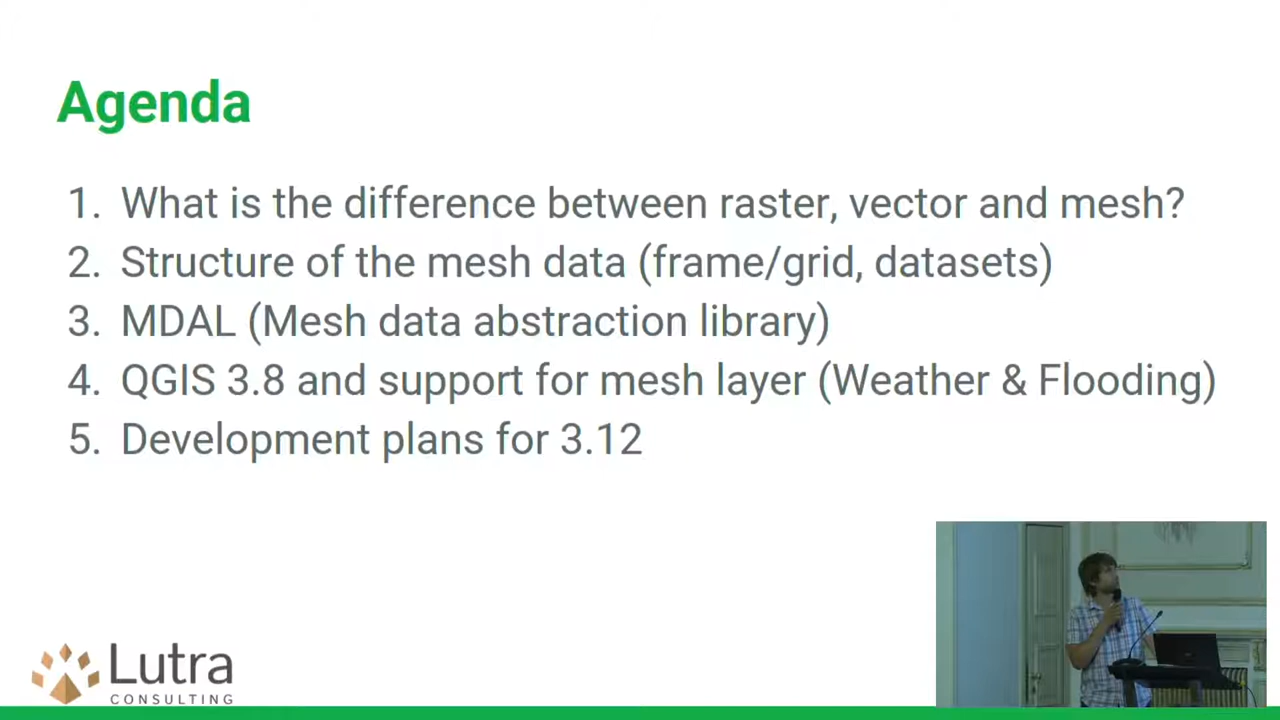 Agenda
1. What is the difference between raster, vector and mesh?
2. Structure of the mesh data (frame/grid, datasets)
3. MDAL (Mesh data abstraction library)
4. QGIS 3.8 and support for mesh layer (Weather & Flooding)
5. Development plans for 3.12
Lutra
CONSULTING